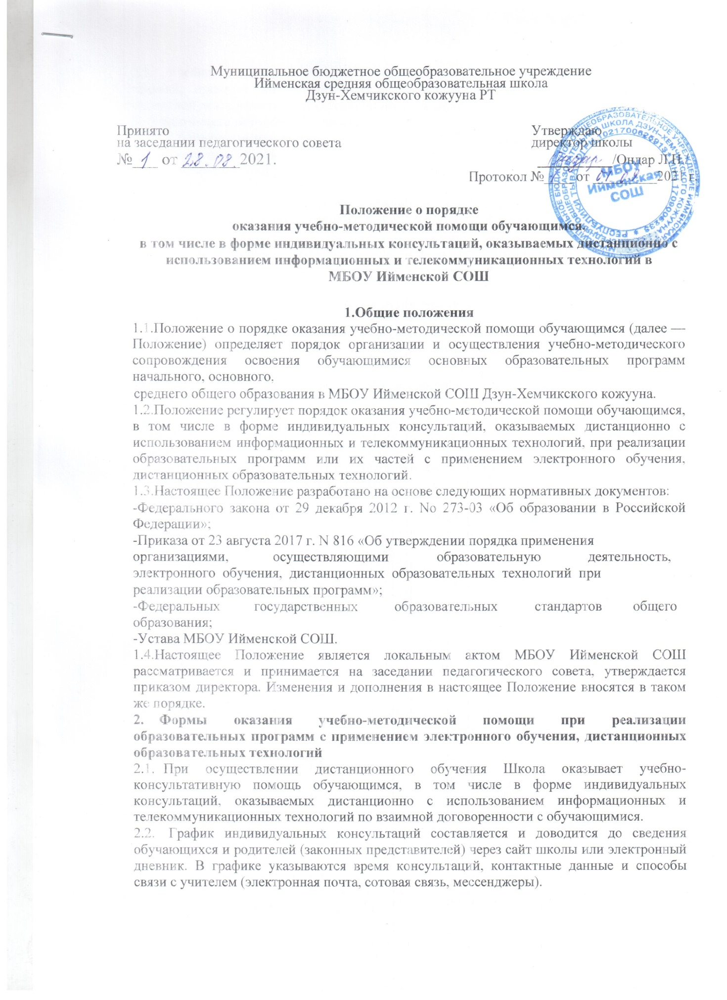 Муниципальное бюджетное общеобразовательное учреждение
Ийменская средняя общеобразовательная школа
Дзун-Хемчикского кожууна РТ
Принято
на заседании педагогического совета
№ 1 от 28.08. 2021.
Утверждаю
директор школы
/Ондар Л.Н./
Протокол № 1 от 2021г.
МБОУ
Ийменская
СОШ
Положение о порядке
оказания учебно-методической помощи обучающимся,
в том числе в форме индивидуальных консультаций, оказываемых дистанционно с
использованием информационных и телекоммуникационных технологий в
МБОУ Ийменской СОШ
1.Общие положения
1.1.Положение о порядке оказания учебно-методической помощи обучающимся (далее —
Положение) определяет порядок организации и осуществления учебно-методического
сопровождения освоения обучающимися основных образовательных программ
начального, основного,
среднего общего образования в МБОУ Ийменской СОШ Дзун-Хемчикского кожууна.
1.2.Положение регулирует порядок оказания учебно-методической помощи обучающимся,
в том числе в форме индивидуальных консультаций, оказываемых дистанционно с
использованием информационных и телекоммуникационных технологий, при реализации
образовательных программ или их частей с применением электронного обучения,
дистанционных образовательных технологий.
1.3.Настоящее Положение разработано на основе следующих нормативных документов:
-Федерального закона от 29 декабря 2012 г. No 273-03 «Об образовании в Российской
Федерации»;
-Приказа от 23 августа 2017 г. N 816 «Об утверждении порядка применения
организациями, осуществляющими образовательную деятельность,
электронного обучения, дистанционных образовательных технологий при
реализации образовательных программ»;
-Федеральных государственных образовательных стандартов общего
образования;
-Устава МБОУ Ийменской СОШ.
1.4.Настоящее Положение является локальным актом МБОУ Ийменской СОШ
рассматривается и принимается на заседании педагогического совета, утверждается
приказом директора. Изменения и дополнения в настоящее Положение вносятся в таком
же порядке.
2. Формы оказания учебно-методической помощи при реализации
образовательных программ с применением электронного обучения, дистанционных
образовательных технологий
2.1. При осуществлении дистанционного обучения Школа оказывает учебно-
консультативную помощь обучающимся, в том числе в форме индивидуальных
консультаций, оказываемых дистанционно с использованием информационных и
телекоммуникационных технологий по взаимной договоренности с обучающимися.
2.2. График индивидуальных консультаций составляется и доводится до сведения
обучающихся и родителей (законных представителей) через сайт школы или электронный
дневник. В графике указываются время консультаций, контактные данные и способы
связи с учителем (электронная почта, сотовая связь, мессенджеры).